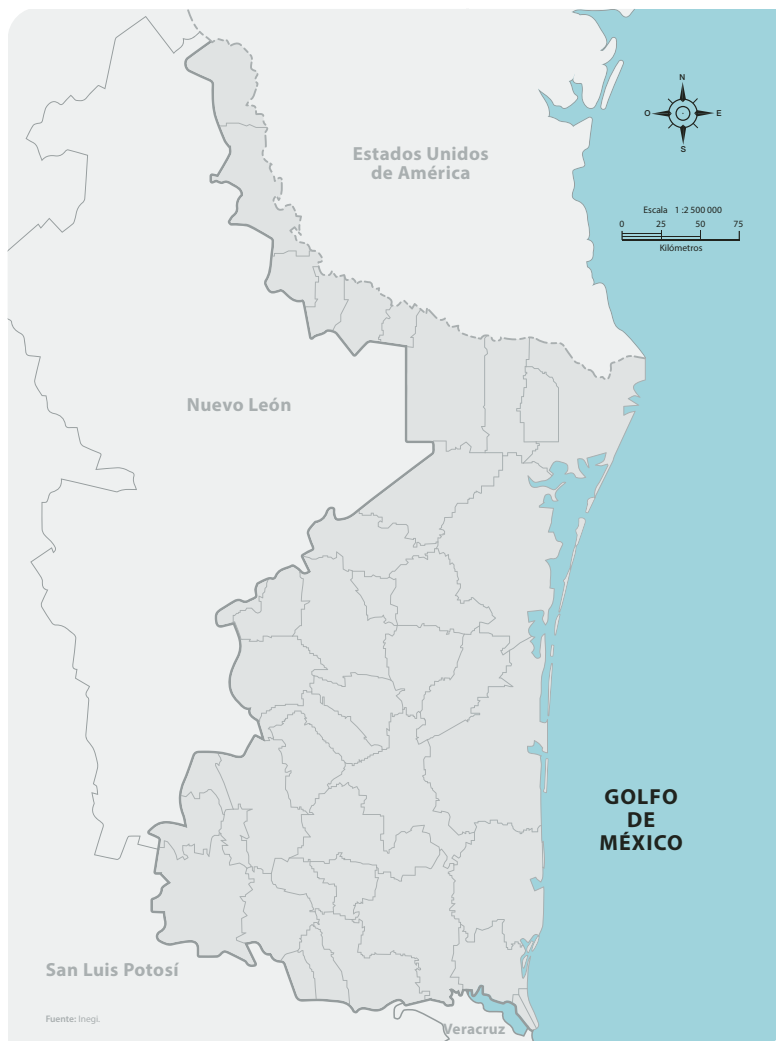 N
O
E
S
Estados Unidos
de América
Escala 1 :2 500 000
0 25 50 75
Kilómetros
Nuevo León
GOLFO
DE
MÉXICO
San Luis Potosí
Fuente: Inegi.
Veracruz